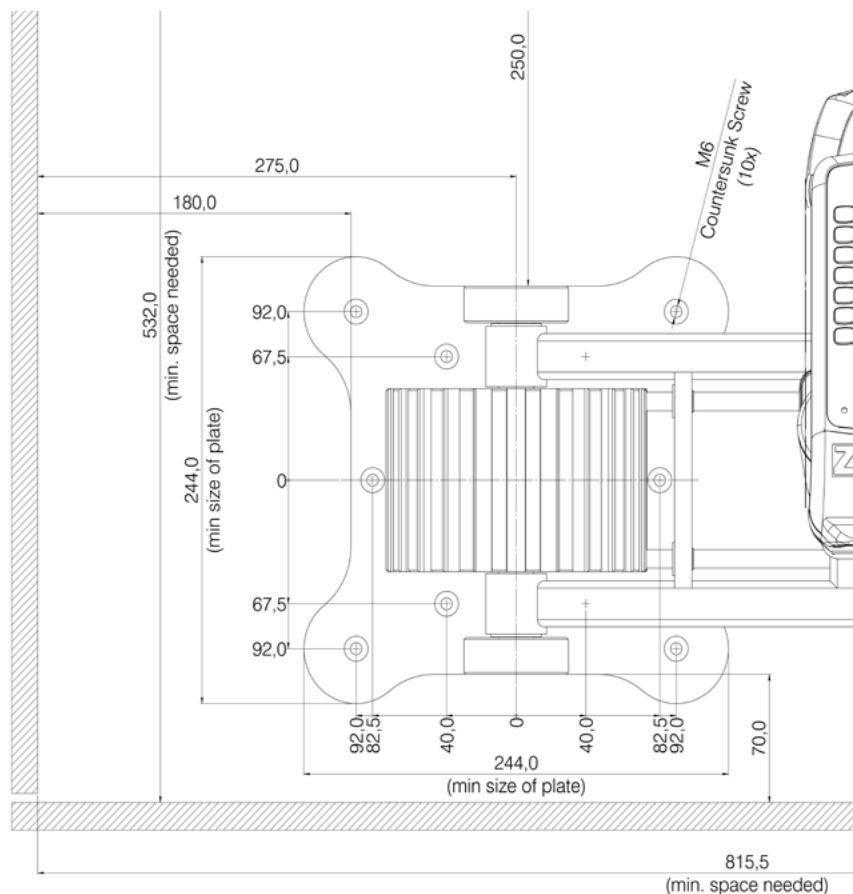 250,0
M6
Countersunk Screw
(10x)
275,0
180,0
532,0
(min. space needed)
92,0
67,5
244,0
(min size of plate)
0
67,5
92,0
92,0
82,5
40,0
0
40,0
82,5
92,0
70,0
244,0
(min size of plate)
815,5
(min. space needed)